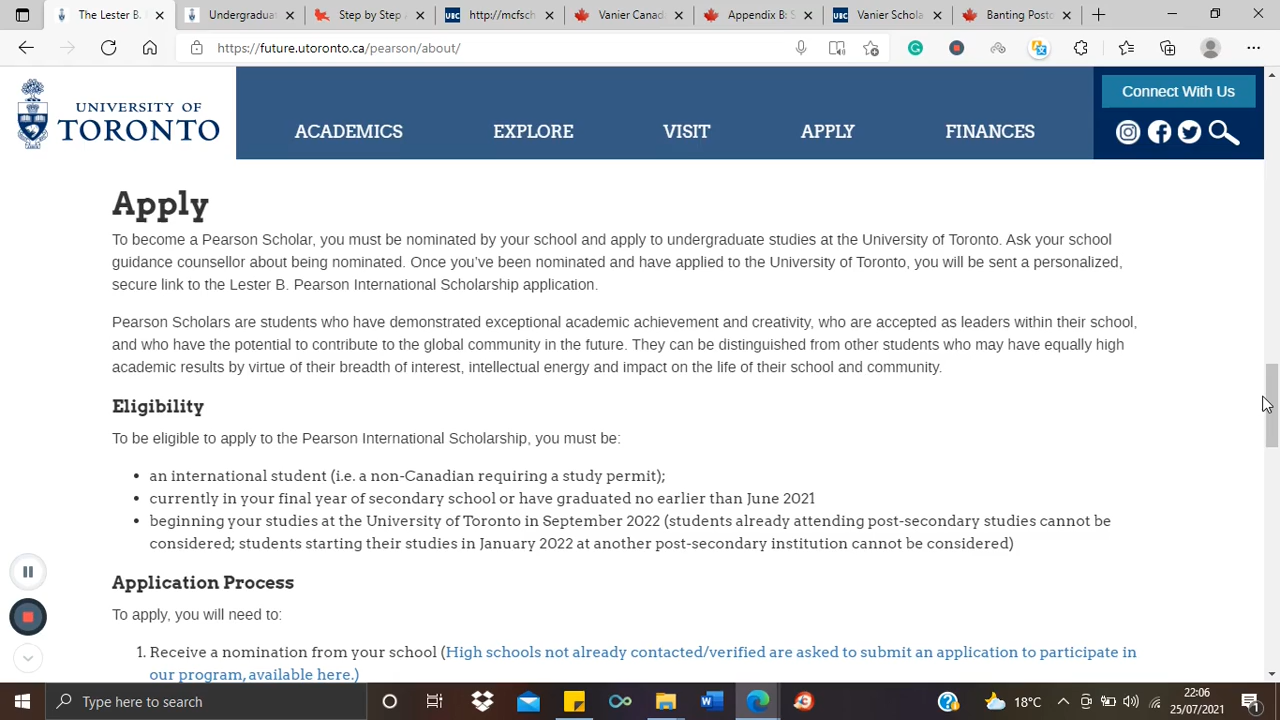 The Lester B.
Undergradua
Step by Step
http://mcfsch
Vanier Cana
Appendix B: S
Vanier Schola
Banting Post
https://future.utoronto.ca/pearson/about/
UNIVERSITY OF
TORONTO
ACADEMICS
EXPLORE
VISIT
APPLY
FINANCES
Connect With Us
Apply
To become a Pearson Scholar, you must be nominated by your school and apply to undergraduate studies at the University of Toronto. Ask your school
guidance counsellor about being nominated. Once you've been nominated and have applied to the University of Toronto, you will be sent a personalized,
secure link to the Lester B. Pearson International Scholarship application.
Pearson Scholars are students who have demonstrated exceptional academic achievement and creativity, who are accepted as leaders within their school,
and who have the potential to contribute to the global community in the future. They can be distinguished from other students who may have equally high
academic results by virtue of their breadth of interest, intellectual energy and impact on the life of their school and community.
Eligibility
To be eligible to apply to the Pearson International Scholarship, you must be:
• an international student (i.e. a non-Canadian requiring a study permit);
• currently in your final year of secondary school or have graduated no earlier than June 2021
• beginning your studies at the University of Toronto in September 2022 (students already attending post-secondary studies cannot be
considered; students starting their studies in January 2022 at another post-secondary institution cannot be considered)
Application Process
To apply, you will need to:
1. Receive a nomination from your school (High schools not already contacted/verified are asked to submit an application to participate in
our program, available here.)
Type here to search
18°C
22:06
25/07/2021